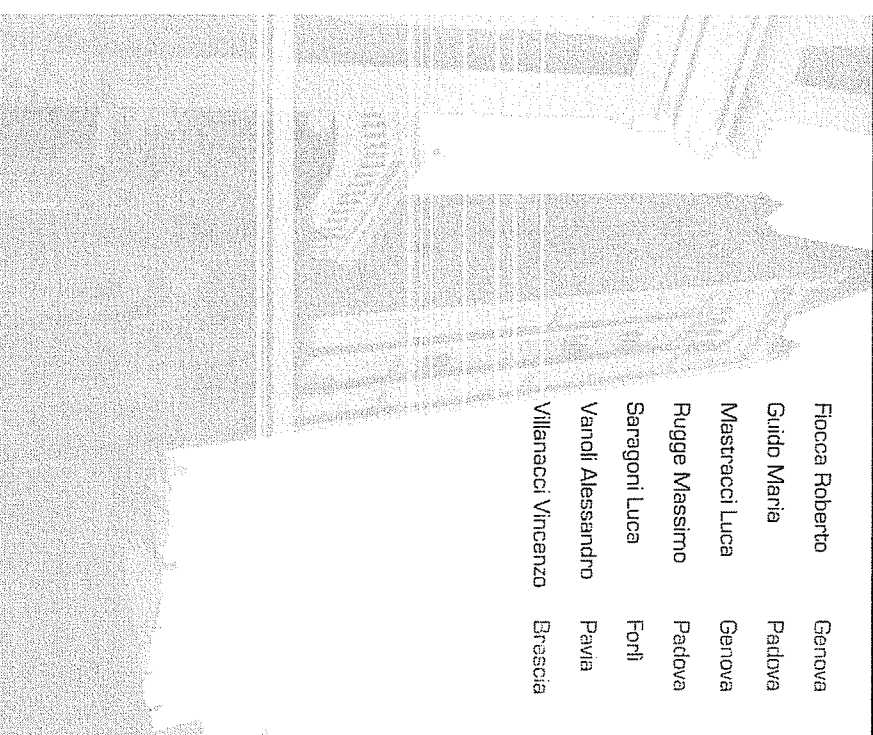 Fiocca Roberto Genova
Guido Maria Padova
Mastracci Luca Genova
Rugge Massimo Padova
Saragoni Luca Forlì
Vanoli Alessandro Pavia
Villanacci Vincenzo Brescia